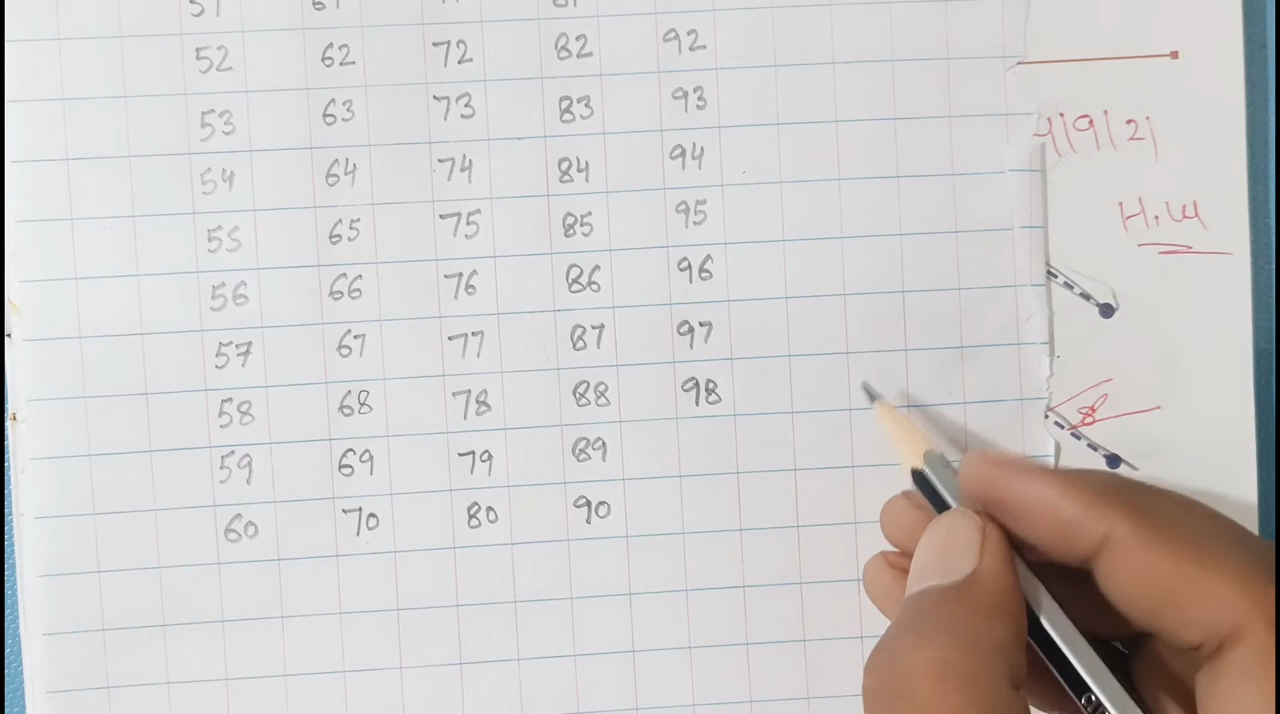 52 62 72 82 92
53 63 73 83 93
54 64 74 84 94
55 65 75 85 95
56 66 76 86 96
57 67 77 87 97
58 68 78 88 98
59 69 79 89
60 70 80 90
4/9/21
H.W